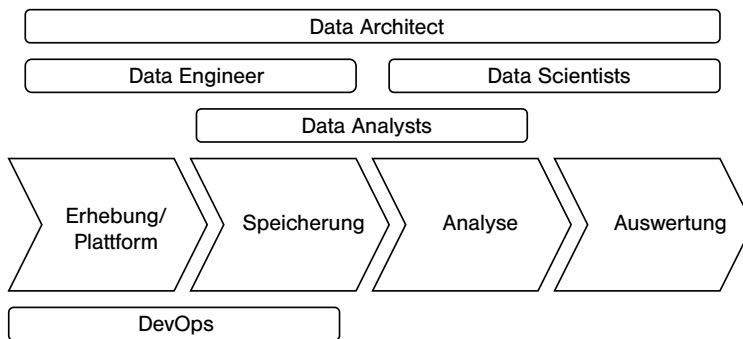 Data Architect
Data Engineer
Data Scientists
Data Analysts
Erhebung/
Plattform
Speicherung
Analyse
Auswertung
DevOps